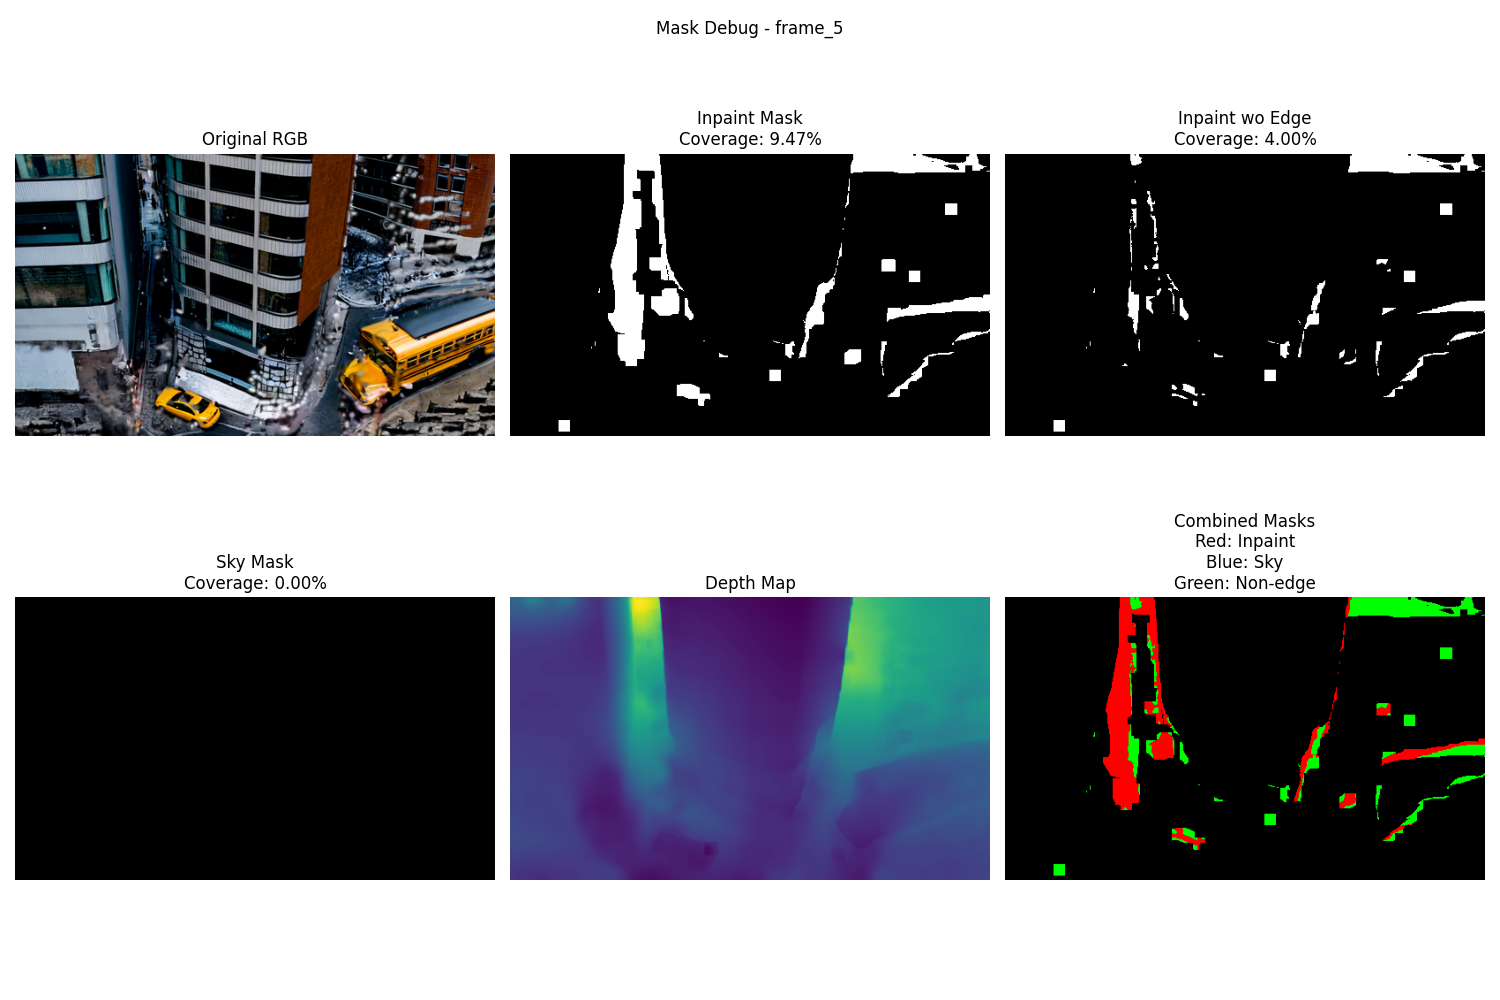 Mask Debug - frame_5
Original RGB
Inpaint Mask
Coverage: 9.47%
Inpaint wo Edge
Coverage: 4.00%
Sky Mask
Coverage: 0.00%
Depth Map
Combined Masks
Red: Inpaint
Blue: Sky
Green: Non-edge